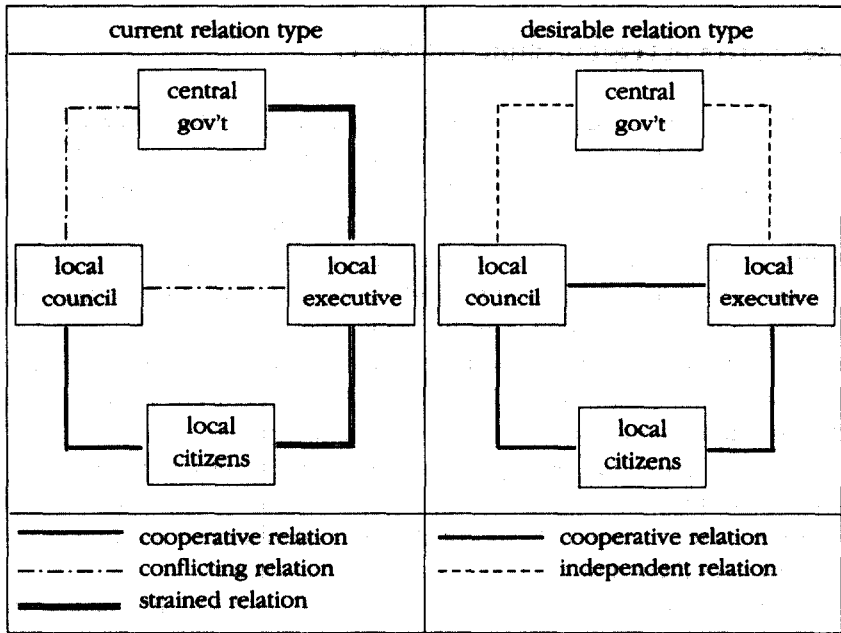 current relation type
desirable relation type
central
gov't
local
council
local
executive
local
citizens
central
gov't
local
council
local
executive
local
citizens
cooperative relation
conflicting relation
strained relation
cooperative relation
independent relation